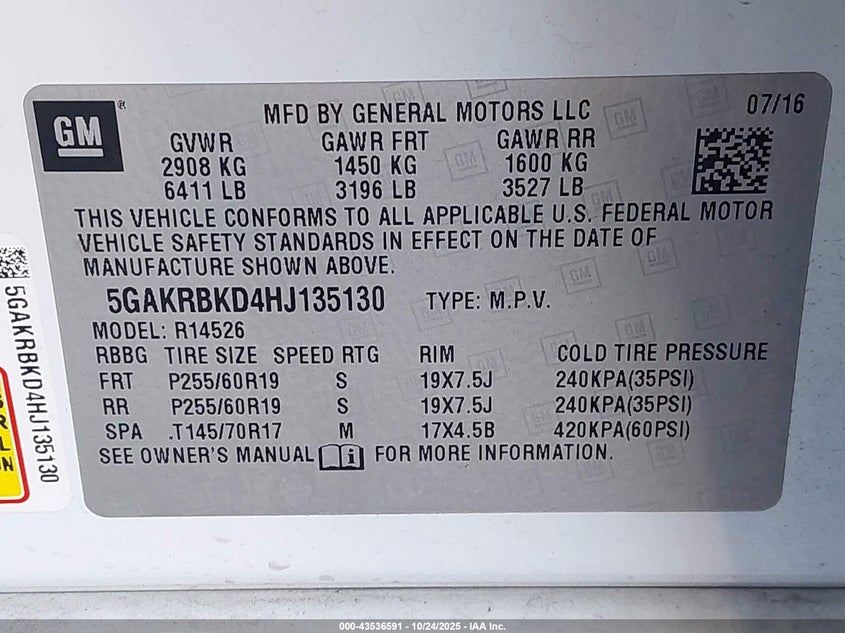 GM
MFD BY GENERAL MOTORS LLC 07/16
GVWR GAWR FRT GAWR RR
2908 KG 1450 KG 1600 KG
6411 LB 3196 LB 3527 LB
THIS VEHICLE CONFORMS TO ALL APPLICABLE U.S. FEDERAL MOTOR
VEHICLE SAFETY STANDARDS IN EFFECT ON THE DATE OF
MANUFACTURE SHOWN ABOVE.
5GAKRBKD4HJ135130 TYPE: M.P.V.
MODEL: R14526
RBBG TIRE SIZE SPEED RTG RIM COLD TIRE PRESSURE
FRT P255/60R19 S 19X7.5J 240KPA(35PSI)
RR P255/60R19 S 19X7.5J 240KPA(35PSI)
SPA .T145/70R17 M 17X4.5B 420KPA(60PSI)
SEE OWNER'S MANUAL FOR MORE INFORMATION.
5GAKRBKD4HJ135130
000-43536591 - 10/24/2025 - IAA Inc.